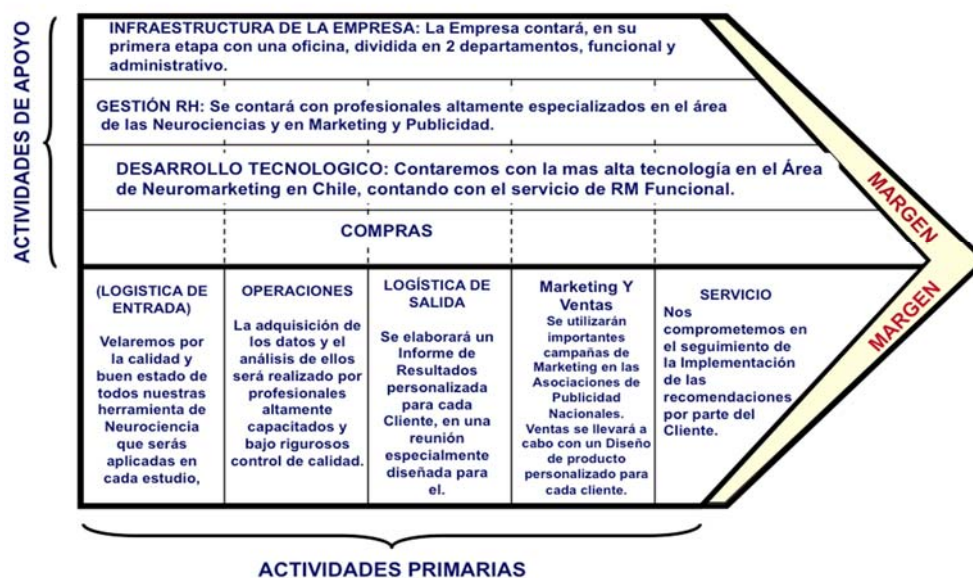 ACTIVIDADES DE APOYO
INFRAESTRUCTURA DE LA EMPRESA: La Empresa contará, en su
primera etapa con una oficina, dividida en 2 departamentos, funcional y
administrativo.
GESTIÓN RH: Se contará con profesionales altamente especializados en el área
de las Neurociencias y en Marketing y Publicidad.
DESARROLLO TECNOLOGICO: Contaremos con la mas alta tecnología en el Área
de Neuromarketing en Chile, contando con el servicio de RM Funcional.
COMPRAS
MARGEN
(LOGISTICA DE
ENTRADA)
Velaremos por
la calidad y
buen estado de
todos nuestras
herramienta de
Neurociencia
que serás
aplicadas en
cada estudio,
OPERACIONES
La adquisición de
los datos y el
análisis de ellos
será realizado por
profesionales
altamente
capacitados y
bajo rigurosos
control de calidad.
LOGÍSTICA DE
SALIDA
Se elaborará un
Informe de
Resultados
personalizada
para cada
Cliente, en una
reunión
especialmente
diseñada para
el.
Marketing Y
Ventas
Se utilizarán
importantes
campañas de
Marketing en las
Asociaciones de
Publicidad
Nacionales.
Ventas se llevará a
cabo con un Diseño
de producto
personalizado para
cada cliente.
SERVICIO
Nos
comprometemos en
el seguimiento de
la Implementación
de las
recomendaciones
por parte del
Cliente.
MARGEN
ACTIVIDADES PRIMARIAS